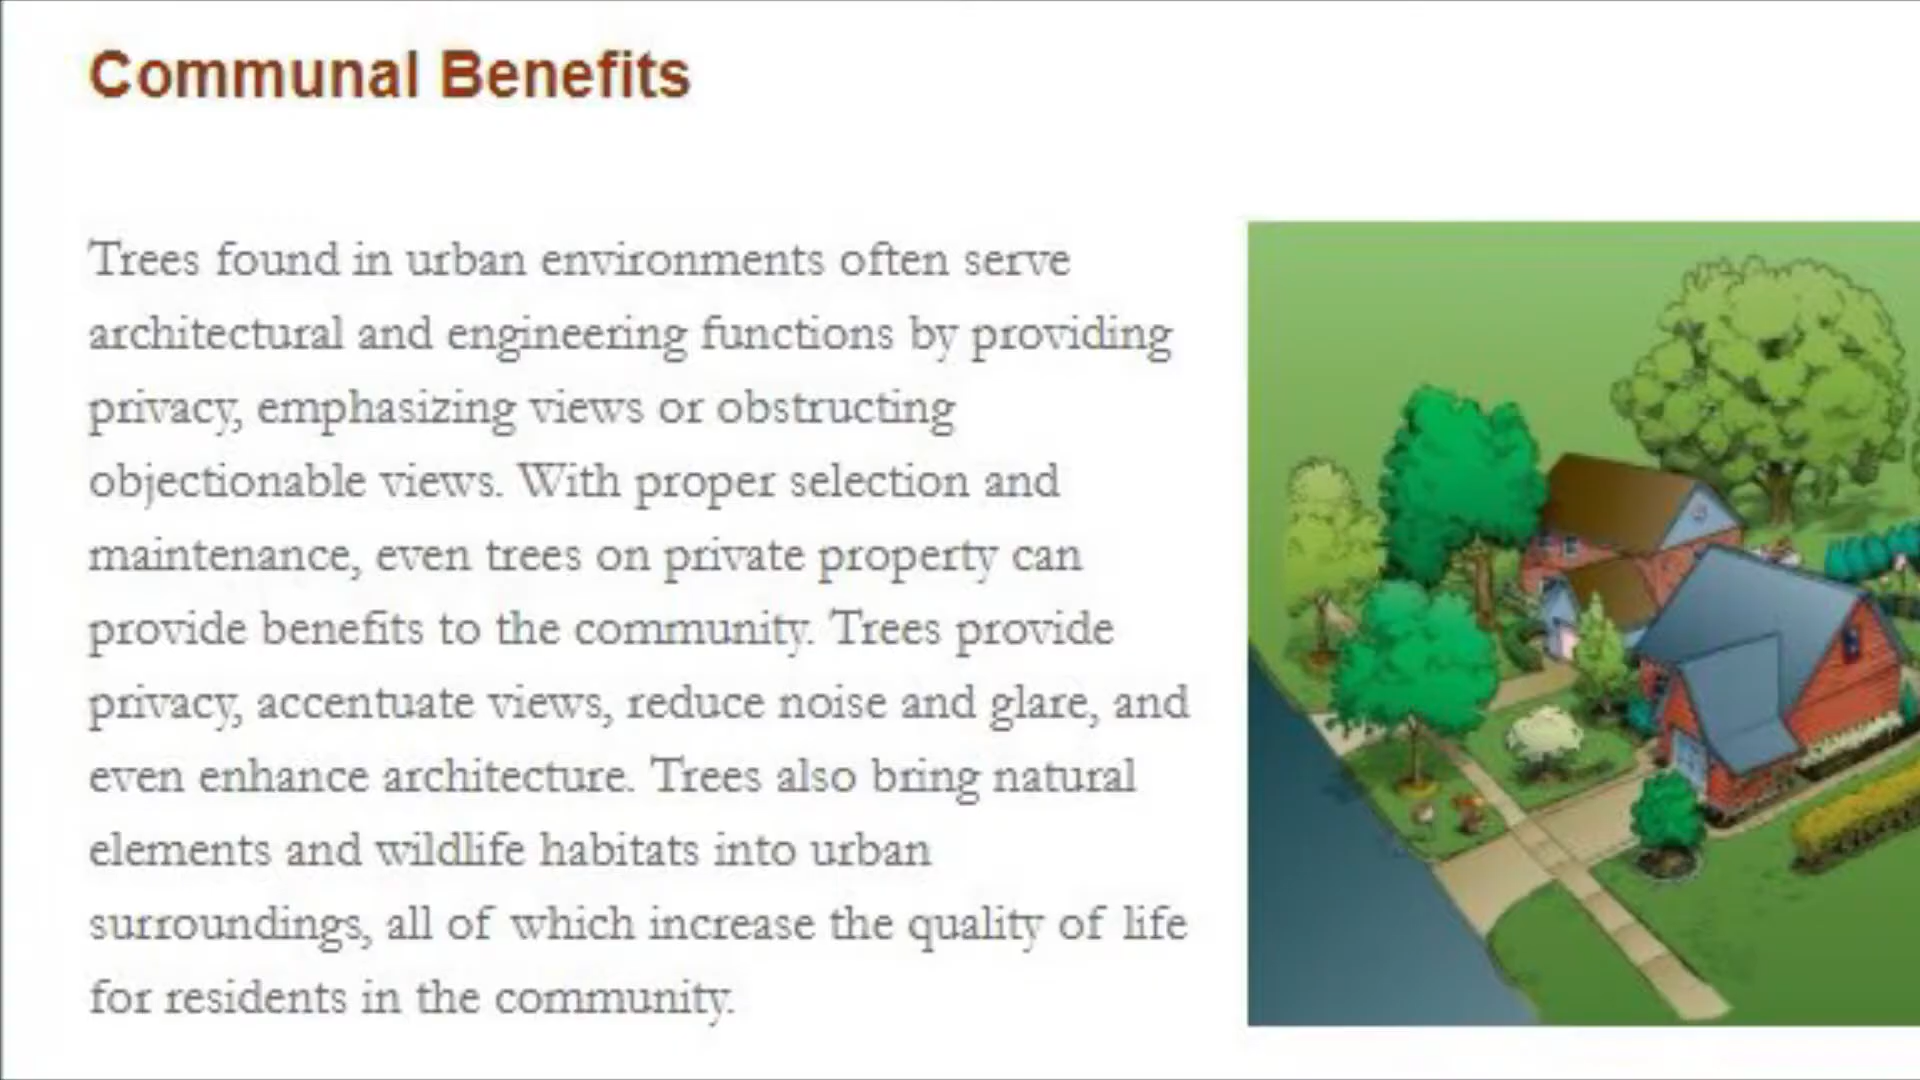 Communal Benefits
Trees found in urban environments often serve
architectural and engineering functions by providing
privacy, emphasizing views or obstructing
objectionable views. With proper selection and
maintenance, even trees on private property can
provide benefits to the community. Trees provide
privacy, accentuate views, reduce noise and glare, and
even enhance architecture. Trees also bring natural
elements and wildlife habitats into urban
surroundings, all of which increase the quality of life
for residents in the community.